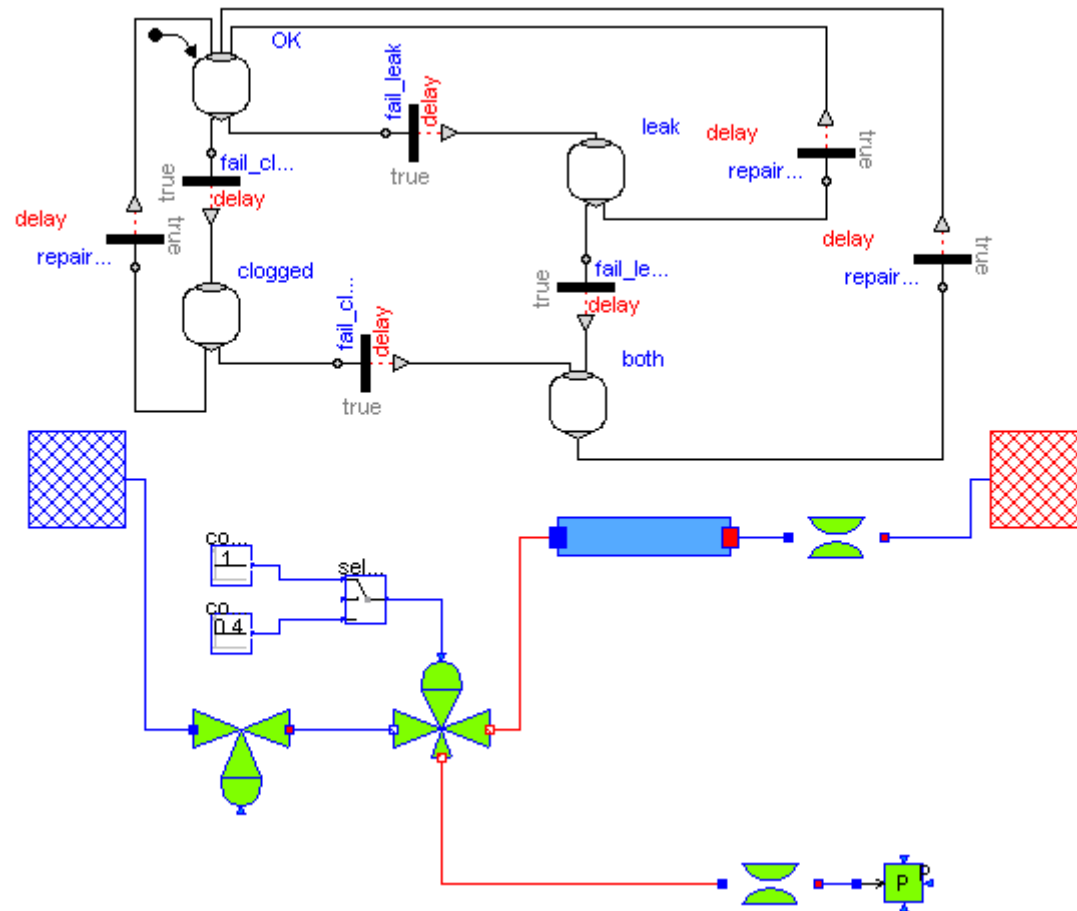 OK
fail_leak
delay
leak
delay
true
repair...
fail_cl...
true
delay
true
delay
true
repair...
delay
true
repair...
clogged
fail_le...
true
delay
fail_cl...
delay
true
both
co...
1
sel...
co...
0.4
P
p